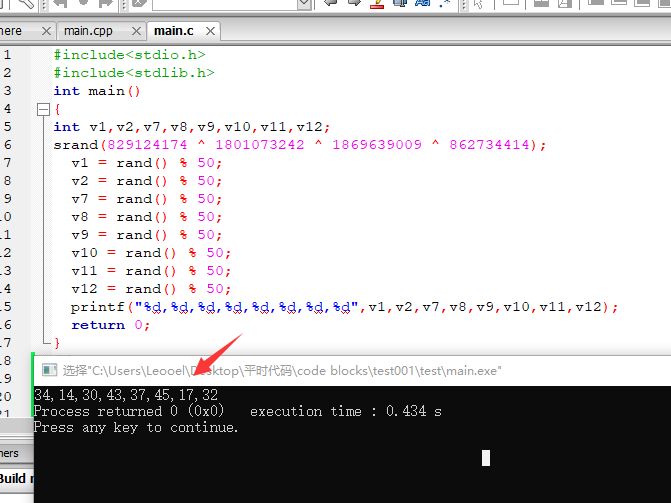 here
main.cpp
main.c
1 #include<stdio.h>
2 #include<stdlib.h>
3 int main()
4 {
5 int v1,v2,v7,v8,v9,v10,v11,v12;
6 srand(829124174 ^ 1801073242 ^ 1869639009 ^ 862734414);
7 v1 = rand() % 50;
8 v2 = rand() % 50;
9 v7 = rand() % 50;
10 v8 = rand() % 50;
11 v9 = rand() % 50;
12 v10 = rand() % 50;
13 v11 = rand() % 50;
14 v12 = rand() % 50;
15 printf("%d,%d,%d,%d,%d,%d,%d,%d",v1,v2,v7,v8,v9,v10,v11,v12);
16 return 0;
17 }
18
19
20
21
选择"C:\Users\Leooel\Desktop\平时代码\code blocks\test001\test\main.exe"
34,14,30,43,37,45,17,32
Process returned 0 (0x0)   execution time : 0.434 s
Press any key to continue.
ners
Build